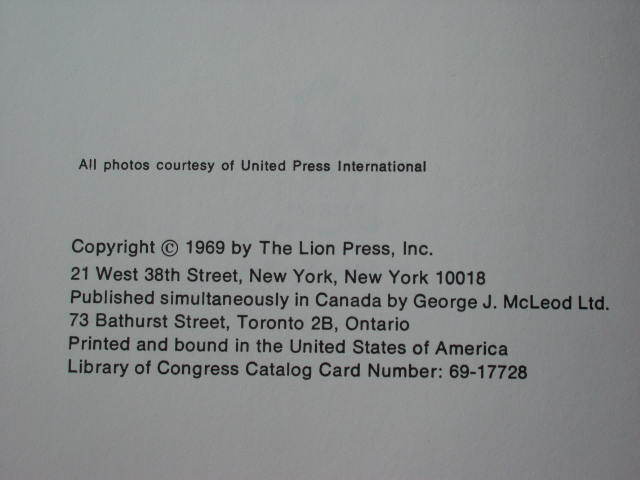 All photos courtesy of United Press International
Copyright © 1969 by The Lion Press, Inc.
21 West 38th Street, New York, New York 10018
Published simultaneously in Canada by George J. McLeod Ltd.
73 Bathurst Street, Toronto 2B, Ontario
Printed and bound in the United States of America
Library of Congress Catalog Card Number: 69-17728